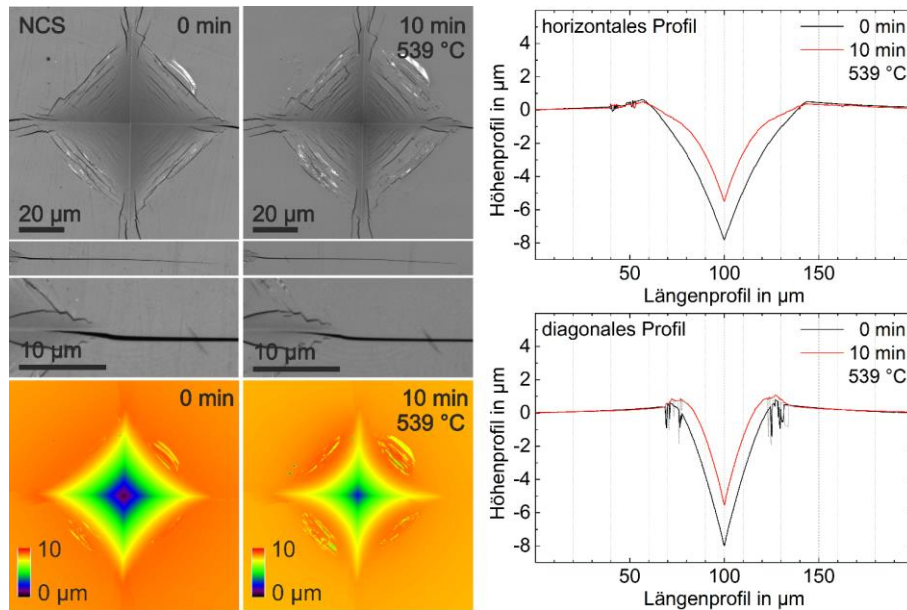 NCS 0 min
10 min
539 °C
20 µm
20 µm
10 µm
10 µm
0 min
10
0 µm
10 min
539 °C
10
0 µm
horizontales Profil
0 min
10 min
539 °C
Höhenprofil in µm
4
2
0
-2
-4
-6
-8
50 100 150
Längenprofil in µm
diagonales Profil
0 min
10 min
539 °C
Höhenprofil in µm
4
2
0
-2
-4
-6
-8
50 100 150
Längenprofil in µm